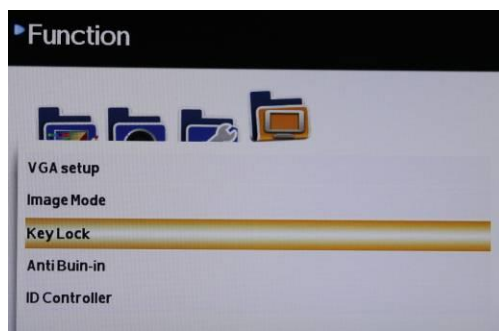 Function
VGA setup
Image Mode
Key Lock
Anti Buin-in
ID Controller